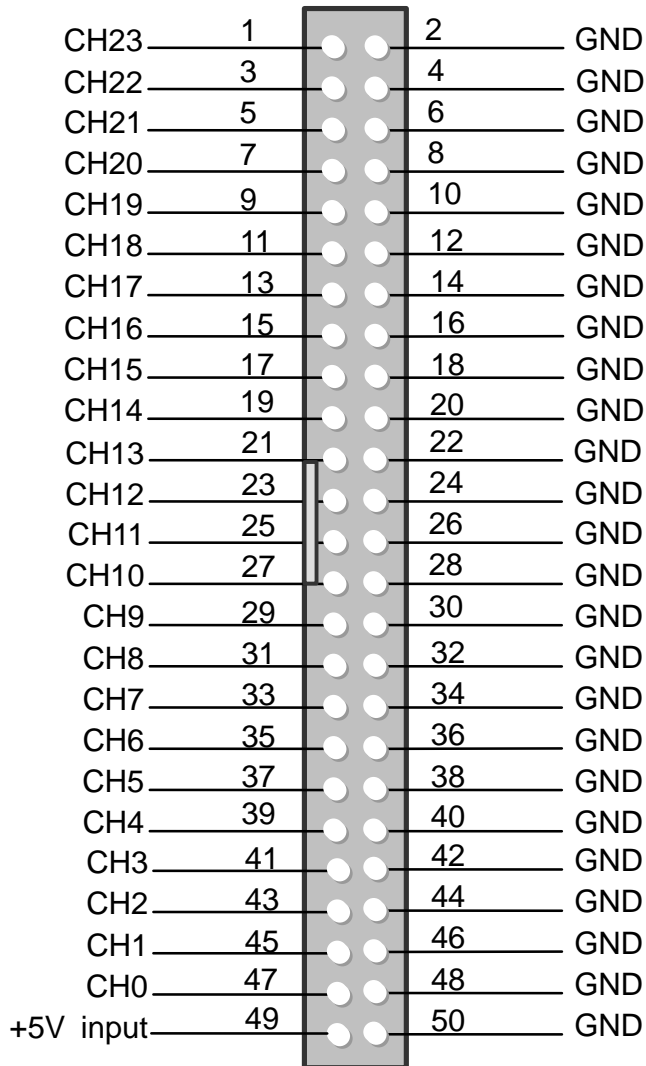 CH23 1 2 GND
CH22 3 4 GND
CH21 5 6 GND
CH20 7 8 GND
CH19 9 10 GND
CH18 11 12 GND
CH17 13 14 GND
CH16 15 16 GND
CH15 17 18 GND
CH14 19 20 GND
CH13 21 22 GND
CH12 23 24 GND
CH11 25 26 GND
CH10 27 28 GND
CH9 29 30 GND
CH8 31 32 GND
CH7 33 34 GND
CH6 35 36 GND
CH5 37 38 GND
CH4 39 40 GND
CH3 41 42 GND
CH2 43 44 GND
CH1 45 46 GND
CH0 47 48 GND
+5V input 49 50 GND